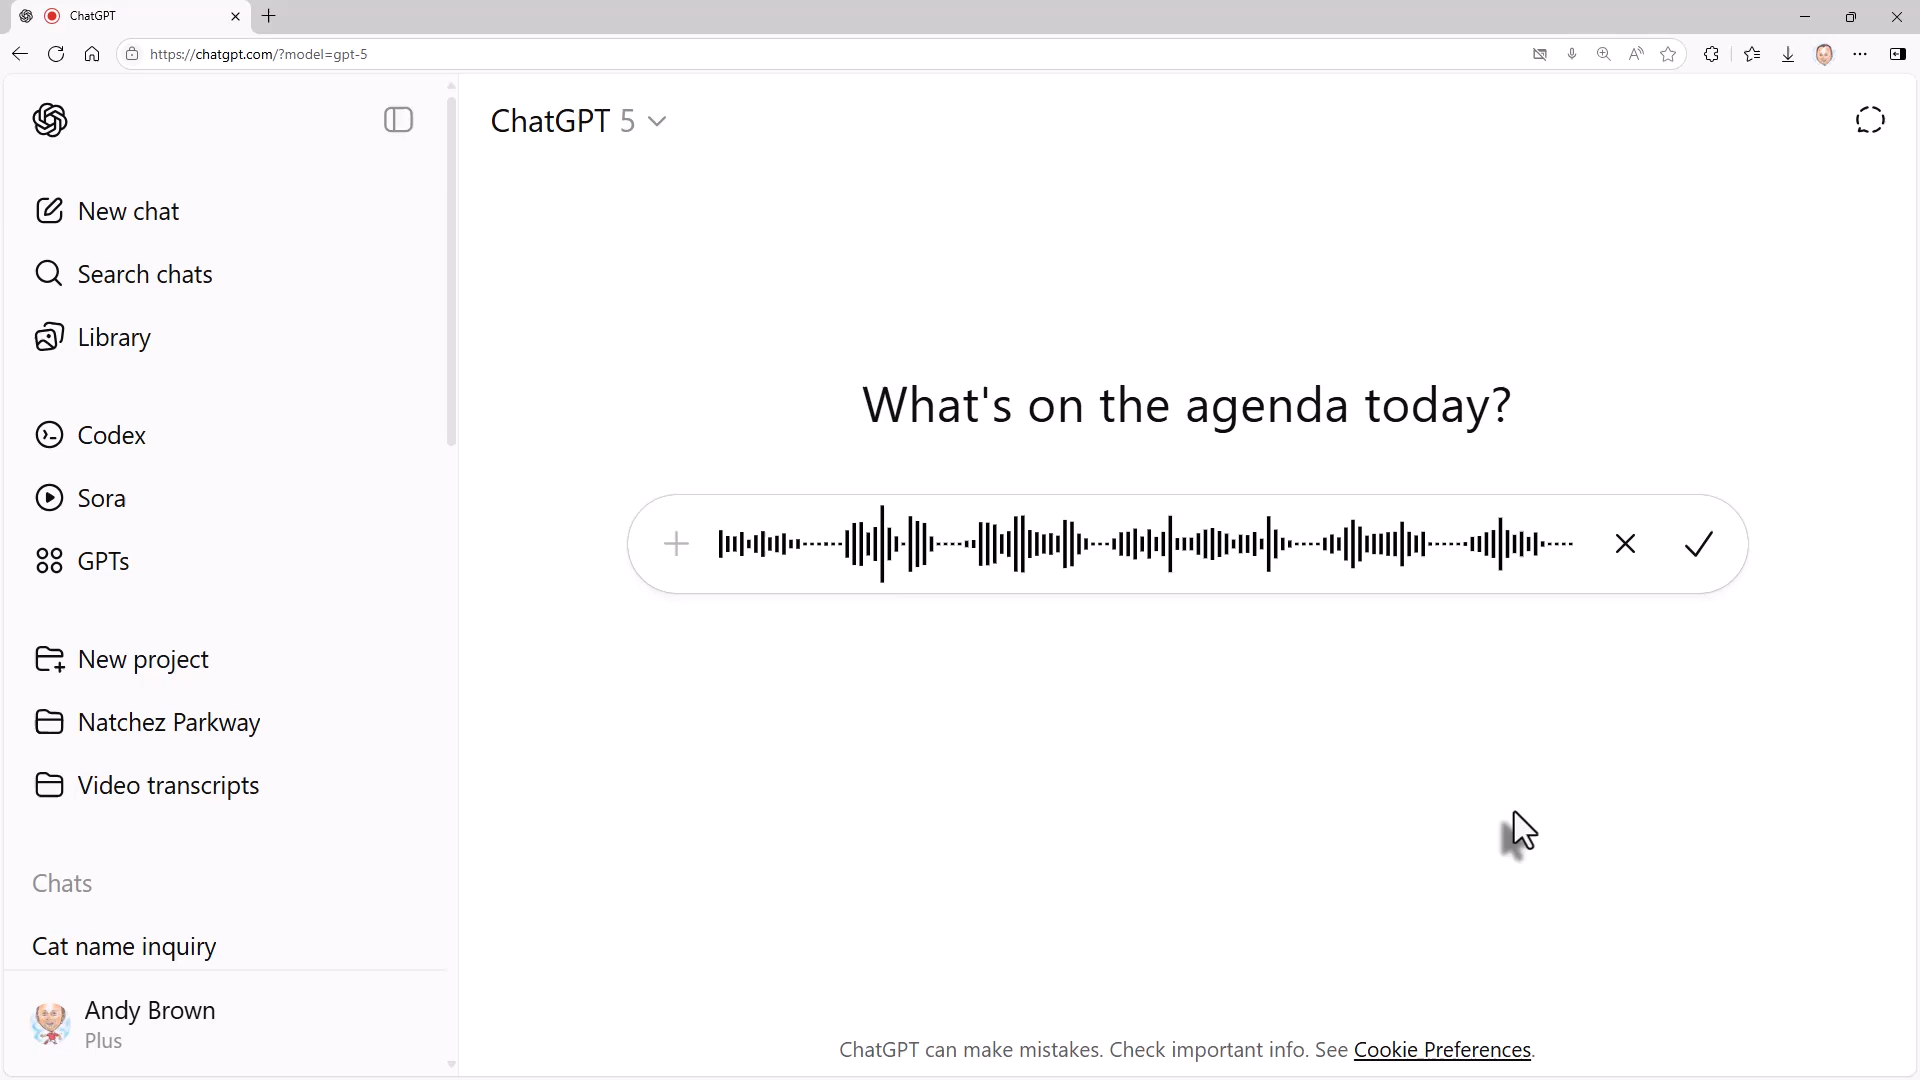 ChatGPT
https://chatgpt.com/?model=gpt-5
ChatGPT 5
New chat
Search chats
Library
Codex
Sora
GPTs
New project
Natchez Parkway
Video transcripts
Chats
Cat name inquiry
Andy Brown
Plus
What's on the agenda today?
ChatGPT can make mistakes. Check important info. See Cookie Preferences.